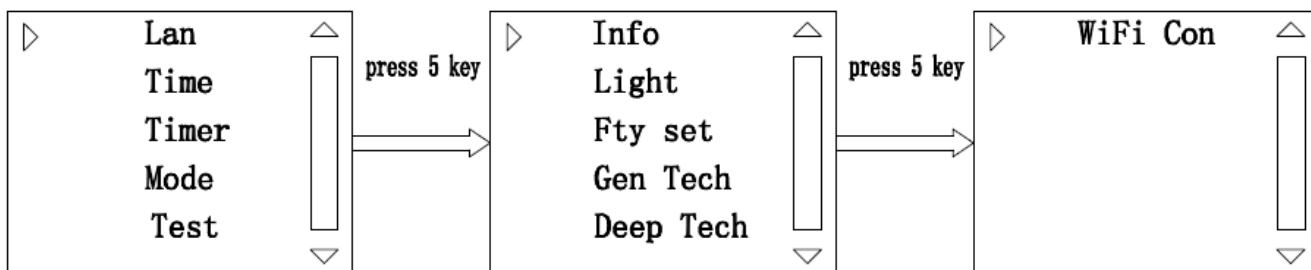 Lan
Time
Timer
Mode
Test
press 5 key
Info
Light
Fty set
Gen Tech
Deep Tech
press 5 key
WiFi Con